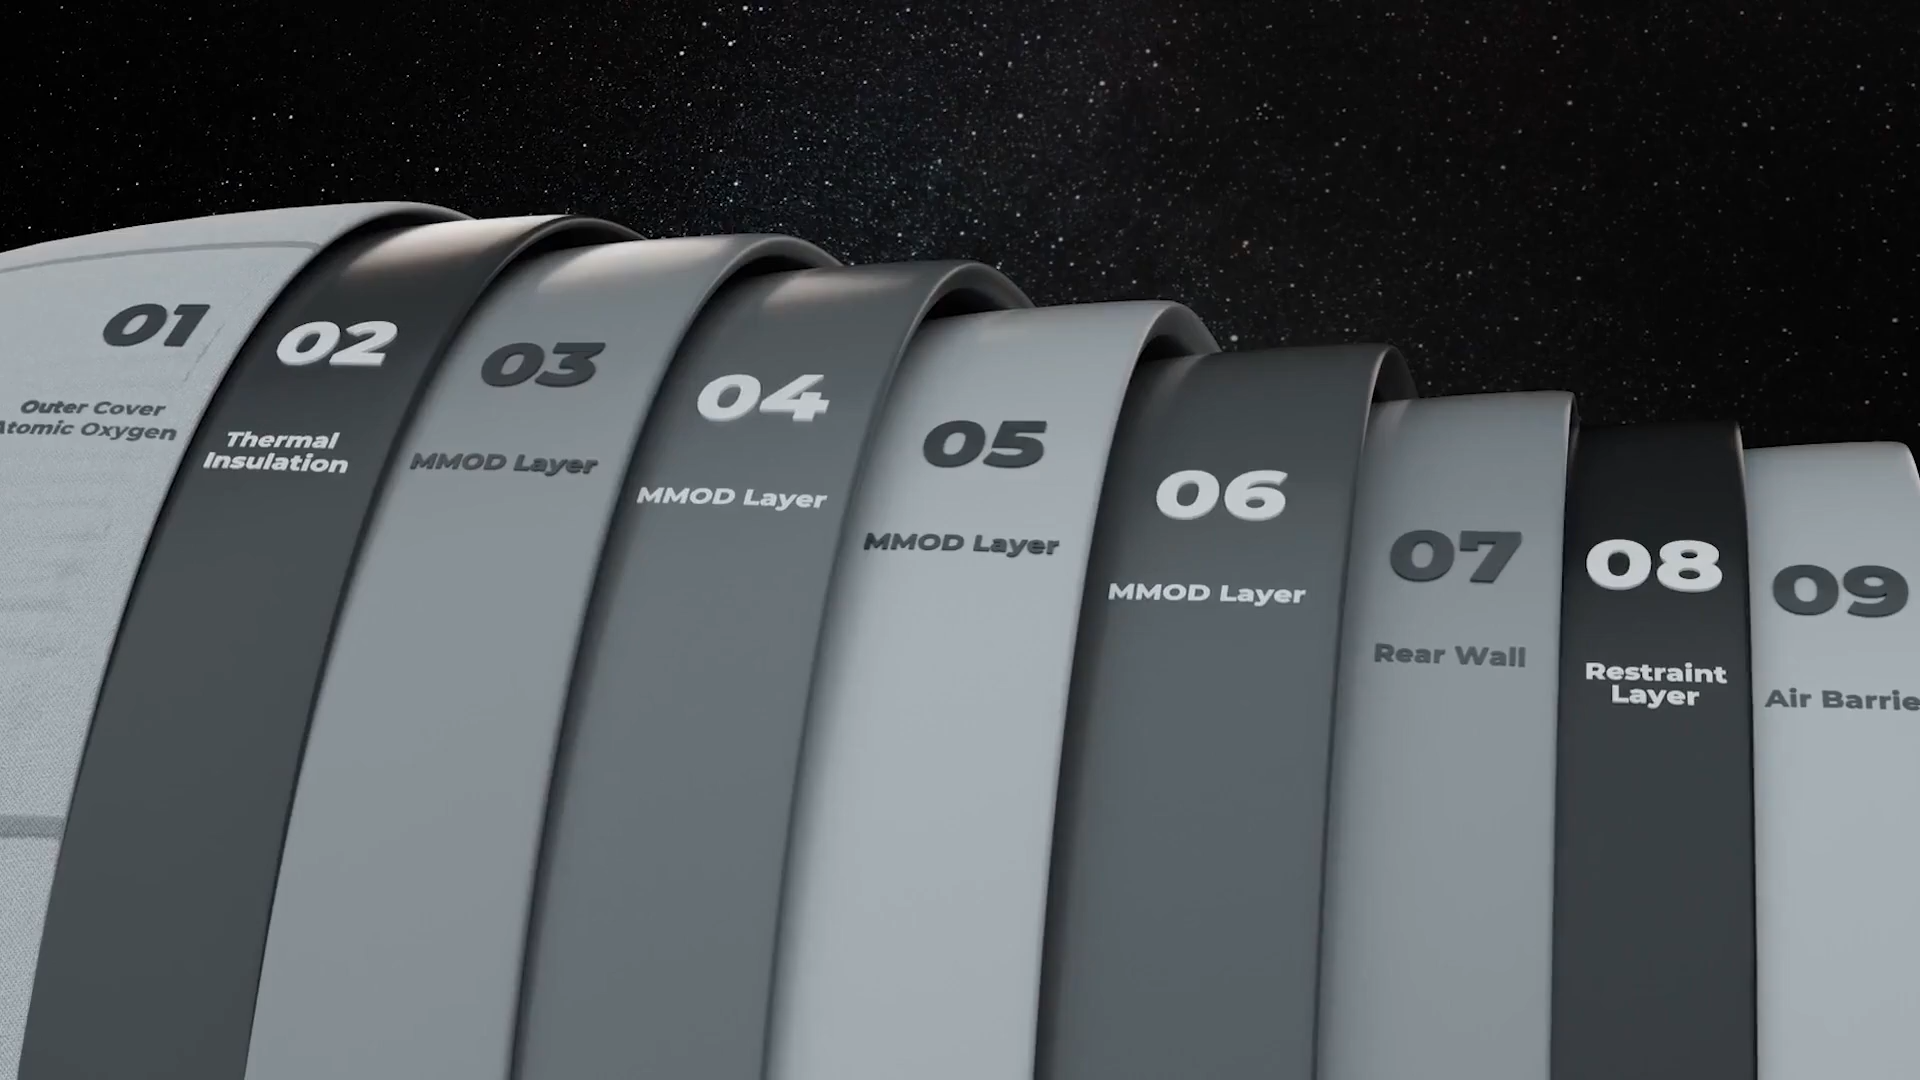 01
Outer Cover
Atomic Oxygen
02
Thermal
Insulation
03
MMOD Layer
04
MMOD Layer
05
MMOD Layer
06
MMOD Layer
07
Rear Wall
08
Restraint
Layer
09
Air Barrie